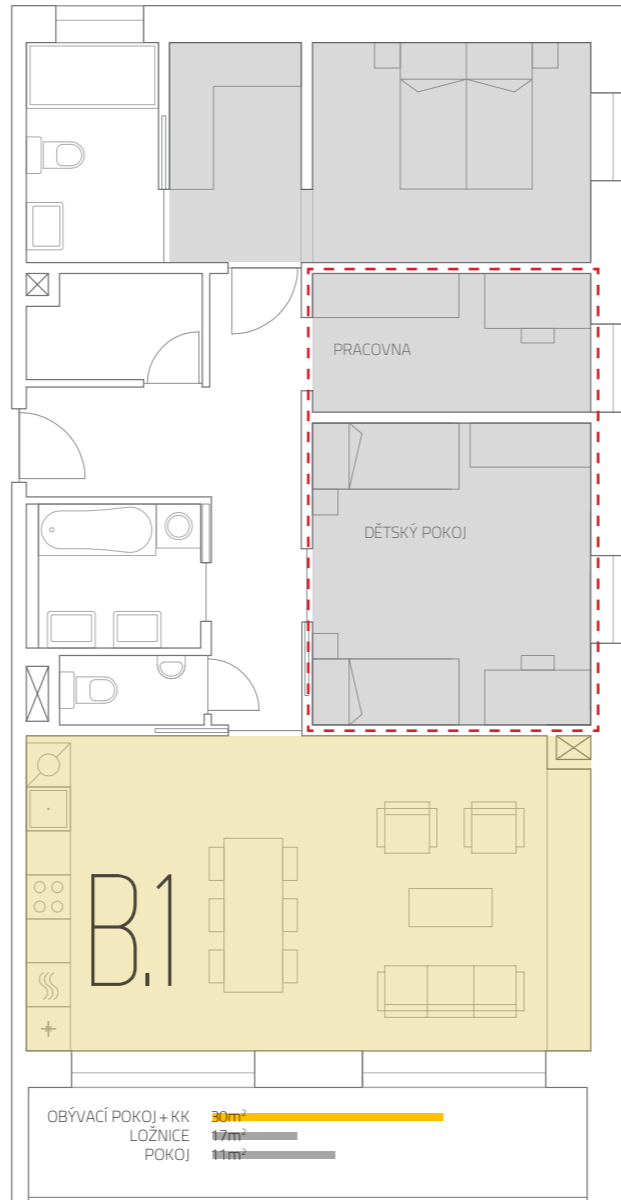 PRACOVNA
DĚTSKÝ POKOJ
B.1
OBÝVACÍ POKOJ + KK 30m²
LOŽNICE 17m²
POKOJ 11m²